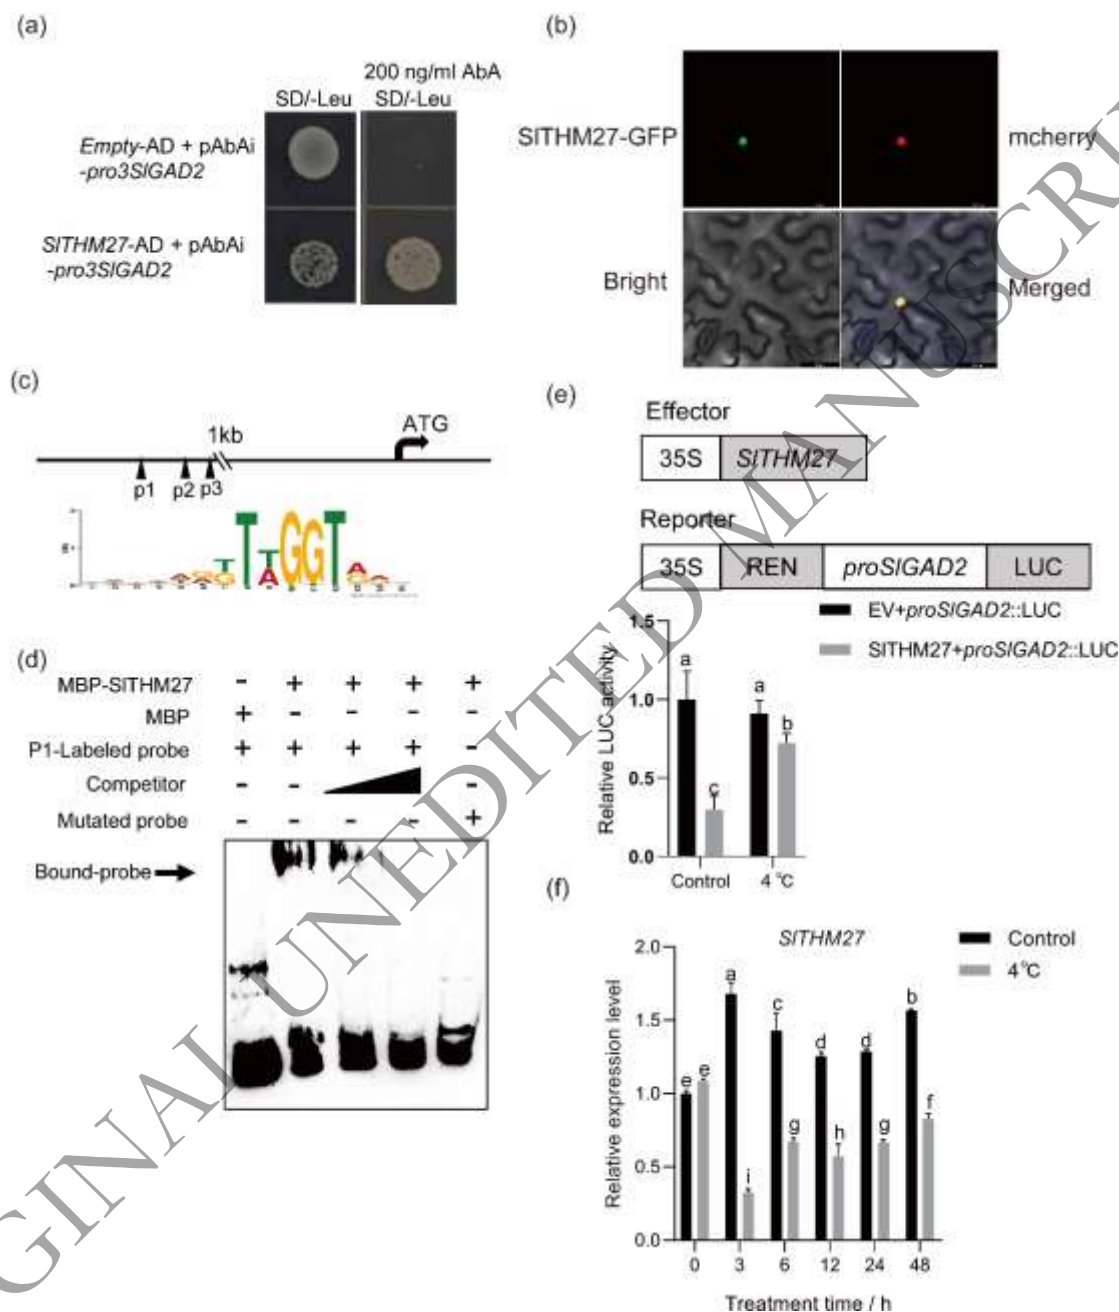 (a)
200 ng/ml AbA
SD/-Leu SD/-Leu
Empty-AD + pAbAi
-pro3SlGAD2
SlTHM27-AD + pAbAi
-pro3SlGAD2
(b)
SlTHM27-GFP
mcherry
Bright
Merged
(c)
1kb
ATG
p1 p2 p3
(d)
MBP-SlTHM27 - + + + +
MBP + - - - -
P1-Labeled probe + + + + -
Competitor - - -
Mutated probe - - - - +
Bound-probe
(e)
Effector
35S SlTHM27
Reporter
35S REN proSlGAD2 LUC
EV+proSlGAD2::LUC
SlTHM27+proSlGAD2::LUC
Relative LUC activity
1.5
1.0
0.5
0.0
a c a b
Control 4 °C
(f)
SlTHM27
Control
4°C
Relative expression level
2.0
1.5
1.0
0.5
0.0
e e a i c g d h d g b f
0 3 6 12 24 48
Treatment time / h
GINAL UNEDITED MANUSCRI